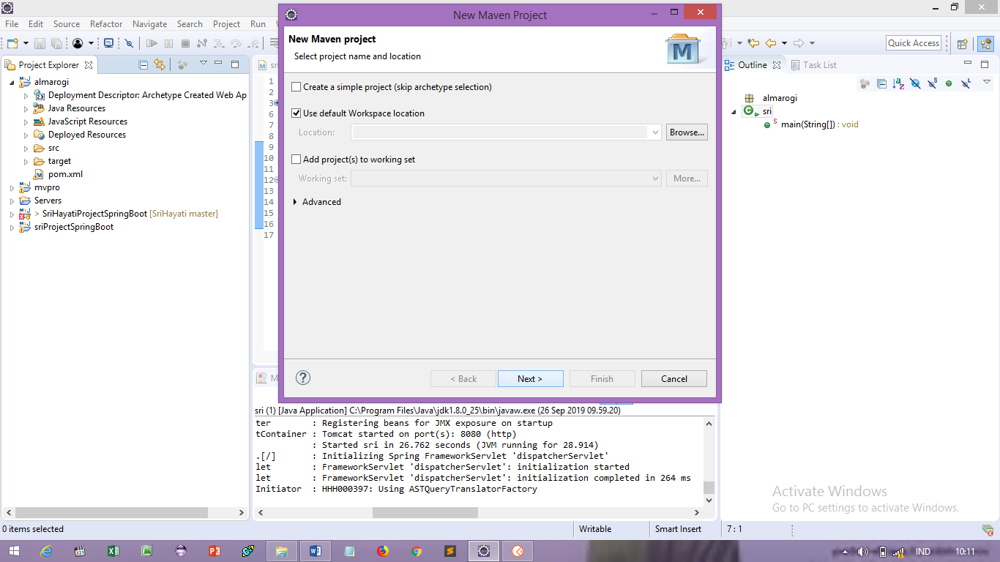 New Maven Project
File Edit Source Refactor Navigate Search Project Run
Quick Access
Project Explorer
almarogi
Deployment Descriptor: Archetype Created Web Ap
Java Resources
JavaScript Resources
Deployed Resources
src
target
pom.xml
mvpro
Servers
> SriHayatiProjectSpringBoot [SriHayati master]
sriProjectSpringBoot
1
2
3
6
7
8
9
10
11
12
13
14
15
16
17
New Maven project
Select project name and location
M
Create a simple project (skip archetype selection)
Use default Workspace location
Location:
Browse...
Add project(s) to working set
Working set:
More...
Advanced
?
< Back
Next >
Finish
Cancel
Outline
Task List
almarogi
sri
main(String[]) : void
sri (1) [Java Application] C:\Program Files\Java\jdk1.8.0_25\bin\javaw.exe (26 Sep 2019 09.59.20)
ter : Registering beans for JMX exposure on startup
tContainer : Tomcat started on port(s): 8080 (http)
: Started sri in 26.762 seconds (JVM running for 28.914)
.[/] : Initializing Spring FrameworkServlet 'dispatcherServlet'
let : FrameworkServlet 'dispatcherServlet': initialization started
let : FrameworkServlet 'dispatcherServlet': initialization completed in 264 ms
Initiator : HHH000397: Using ASTQueryTranslatorFactory
Activate Windows
Go to PC settings to activate Windows.
0 items selected
Writable
Smart Insert
7 : 1
IND
10:11